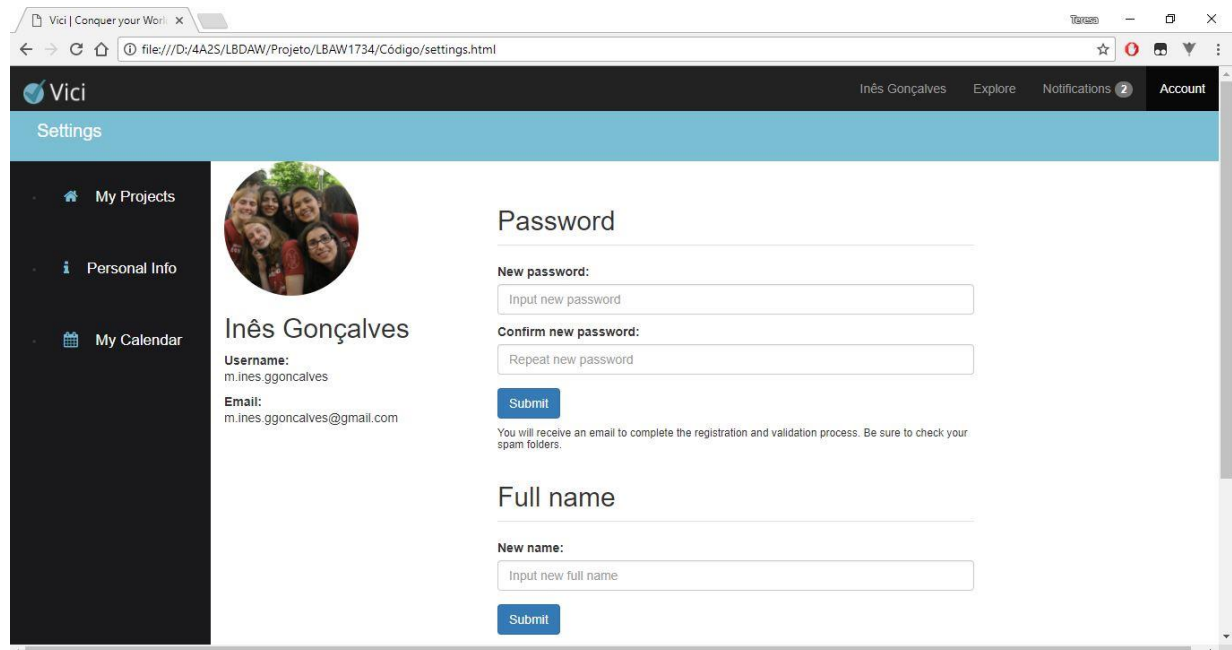 Vici | Conquer your Worl
Teresa
file:///D:/4A2S/LBDAW/Projeto/LBAW1734/Código/settings.html
Vici
Inês Gonçalves Explore Notifications 2 Account
Settings
My Projects
Personal Info
My Calendar
Inês Gonçalves
Username:
m.ines.ggoncalves
Email:
m.ines.ggoncalves@gmail.com
Password
New password:
Input new password
Confirm new password:
Repeat new password
Submit
You will receive an email to complete the registration and validation process. Be sure to check your
spam folders.
Full name
New name:
Input new full name
Submit